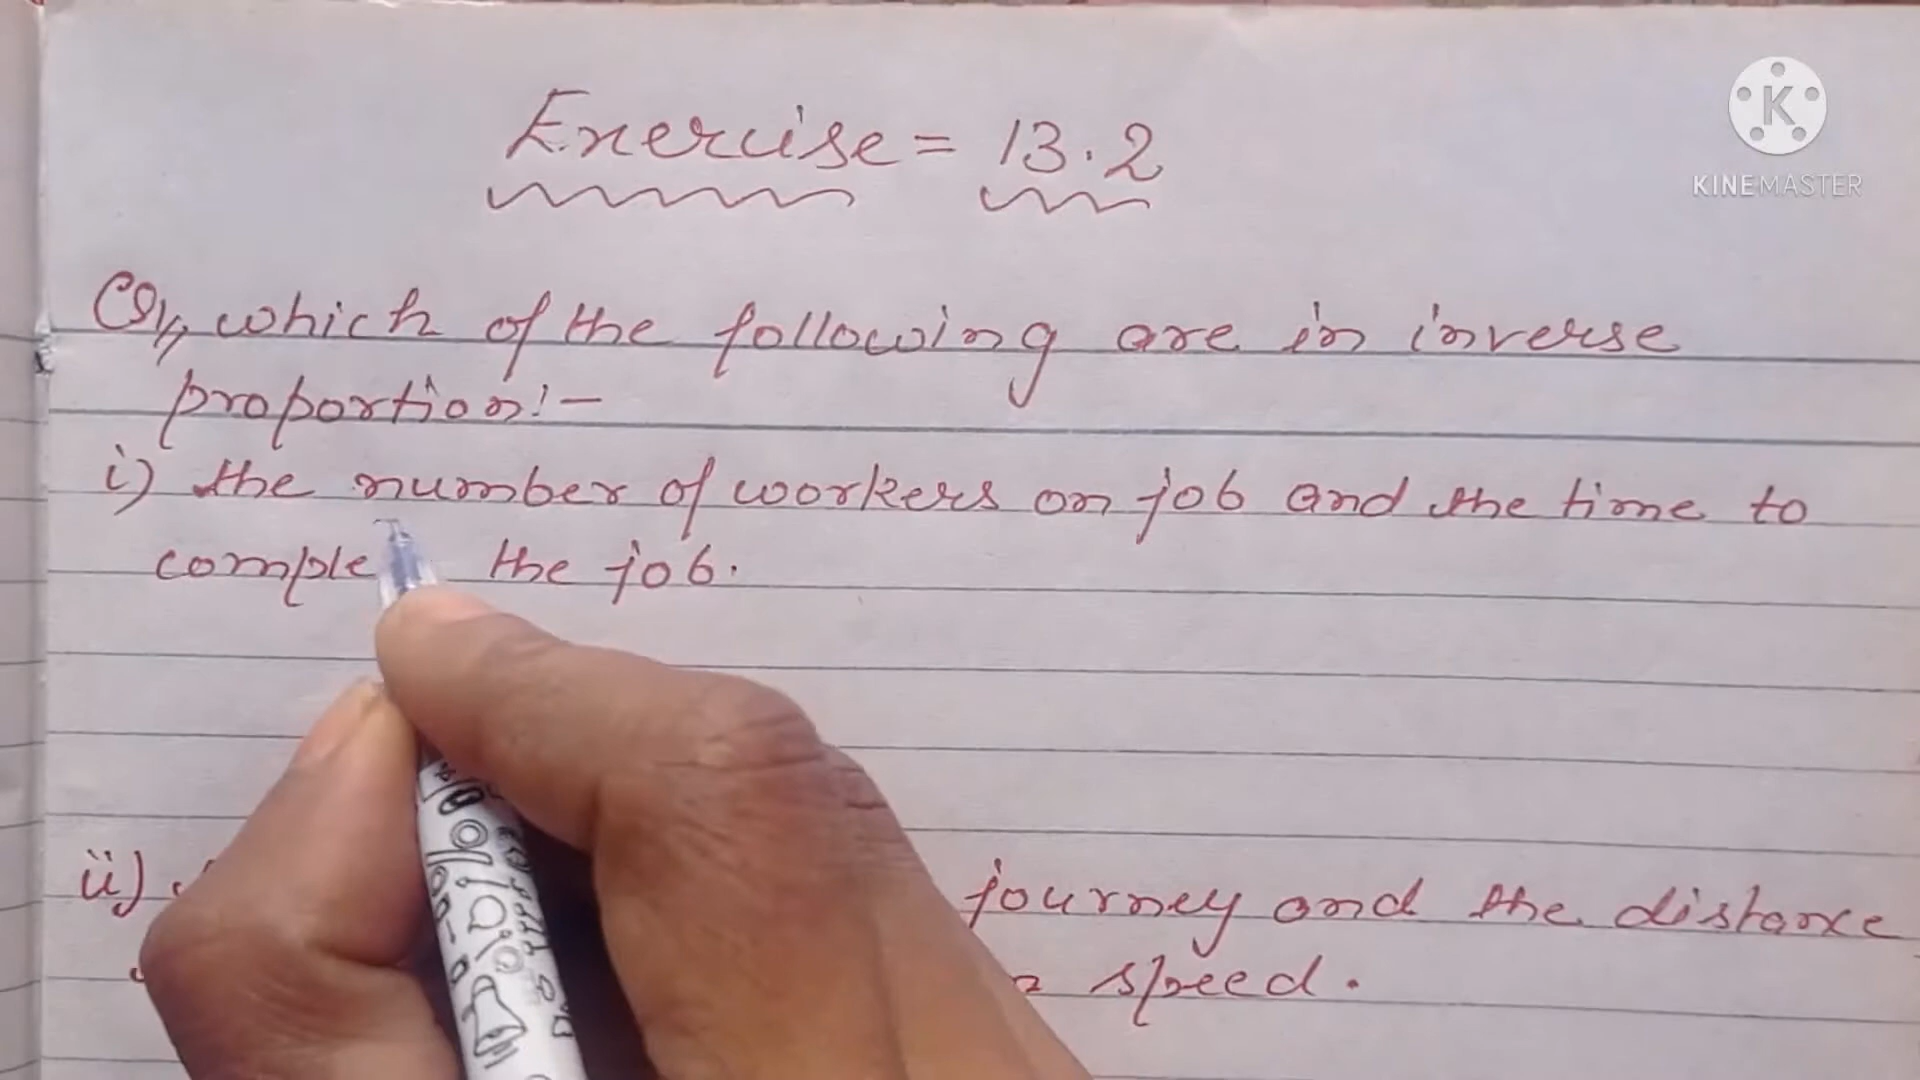 Exercise = 13.2
K
KINEMASTER
Q1,, which of the following are in inverse
proportion:-
i) the number of workers on job and the time to
comple the job.
ii) journey and the distance
speed.